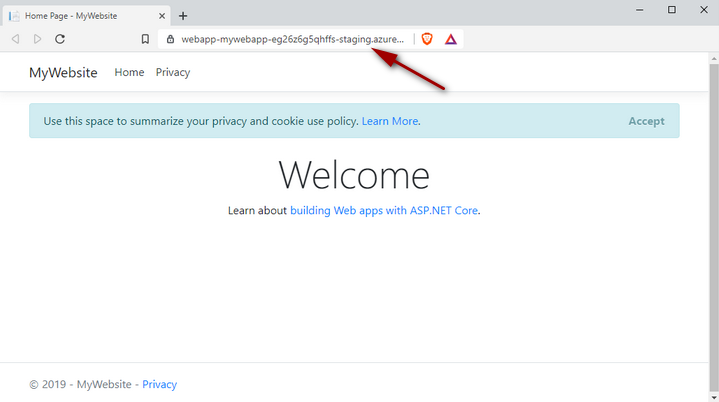 Home Page - MyWebsite
webapp-mywebapp-eg26z6g5qhffs-staging.azure...
MyWebsite Home Privacy
Use this space to summarize your privacy and cookie use policy. Learn More. Accept
Welcome
Learn about building Web apps with ASP.NET Core.
© 2019 - MyWebsite - Privacy